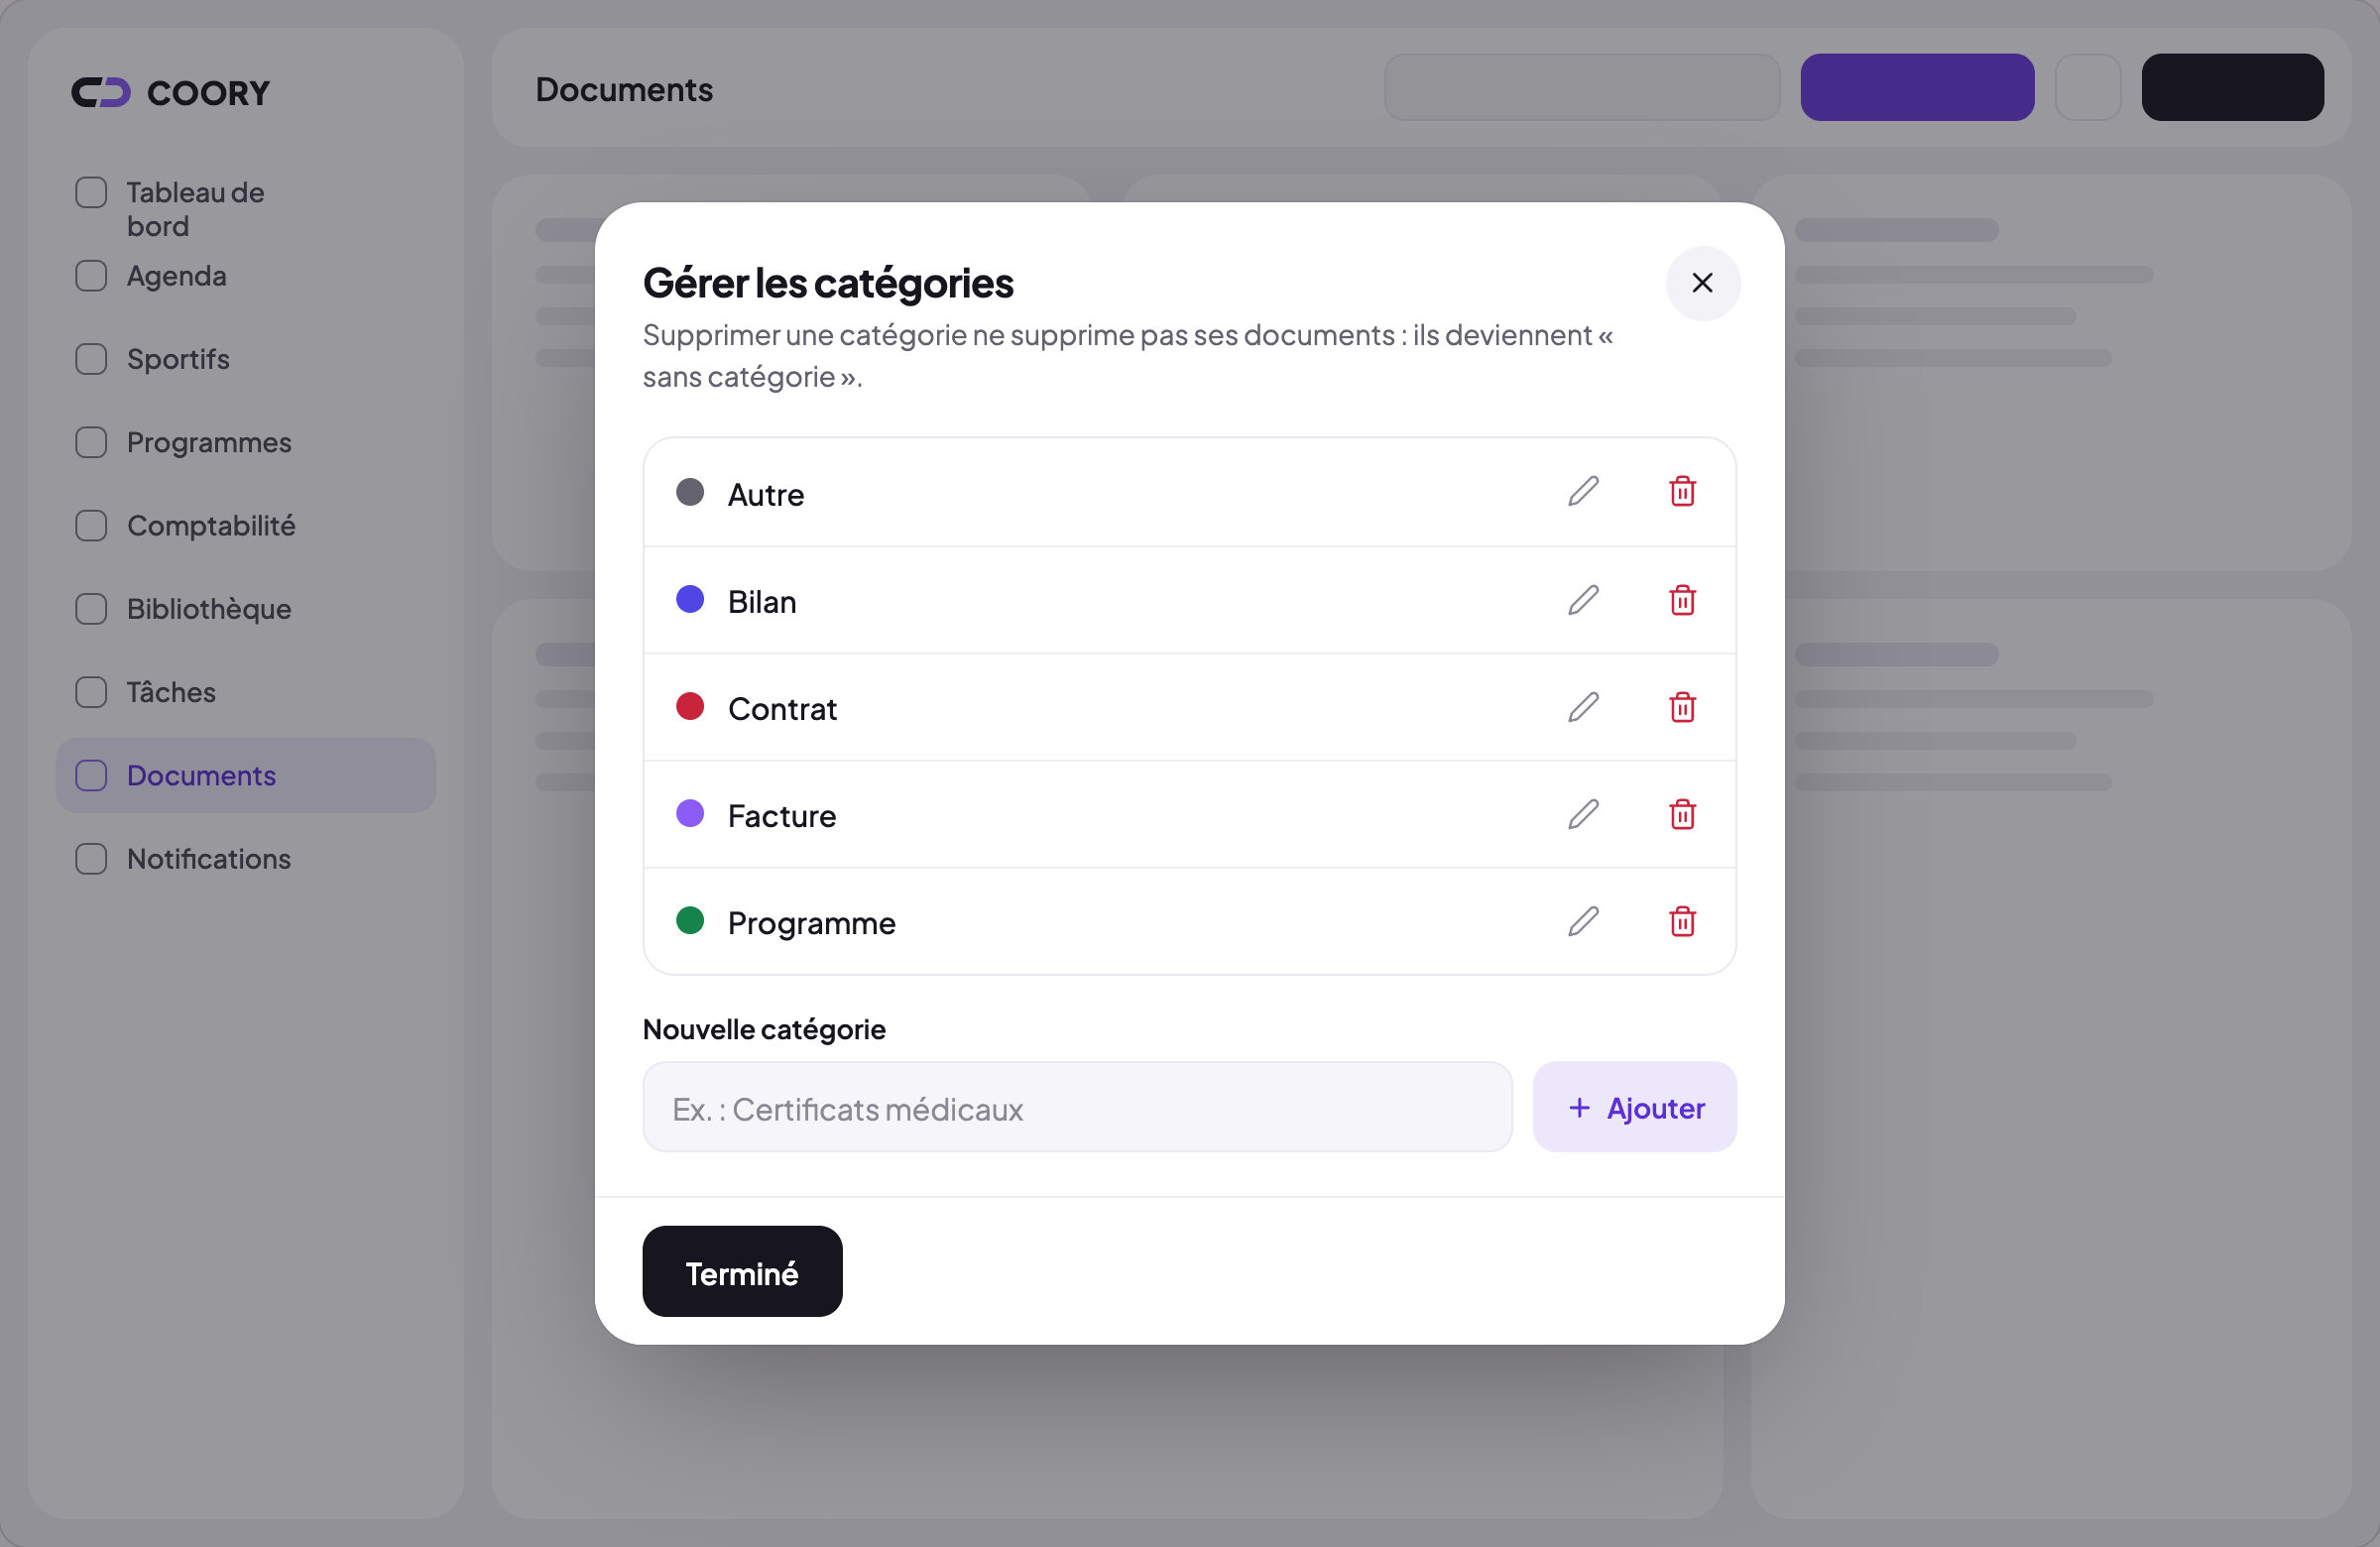 COORY
Tableau de
bord
Agenda
Sportifs
Programmes
Comptabilité
Bibliothèque
Tâches
Documents
Notifications
Documents
Gérer les catégories
Supprimer une catégorie ne supprime pas ses documents : ils deviennent «
sans catégorie ».
Autre
Bilan
Contrat
Facture
Programme
Nouvelle catégorie
Ex. : Certificats médicaux
+ Ajouter
Terminé